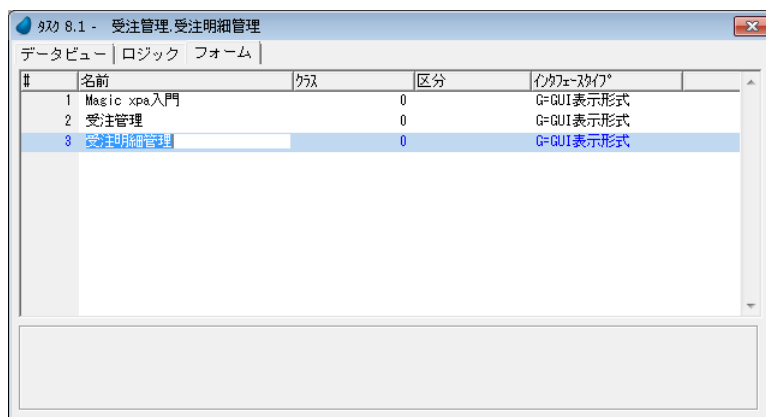 ﾀｽｸ 8.1 - 受注管理.受注明細管理
データビュー ロジック フォーム
# 名前 ｸﾗｽ 区分 ｲﾝﾀﾌｪｰｽﾀｲﾌﾟ
1 Magic xpa入門 0 G=GUI表示形式
2 受注管理 0 G=GUI表示形式
3 受注明細管理 0 G=GUI表示形式